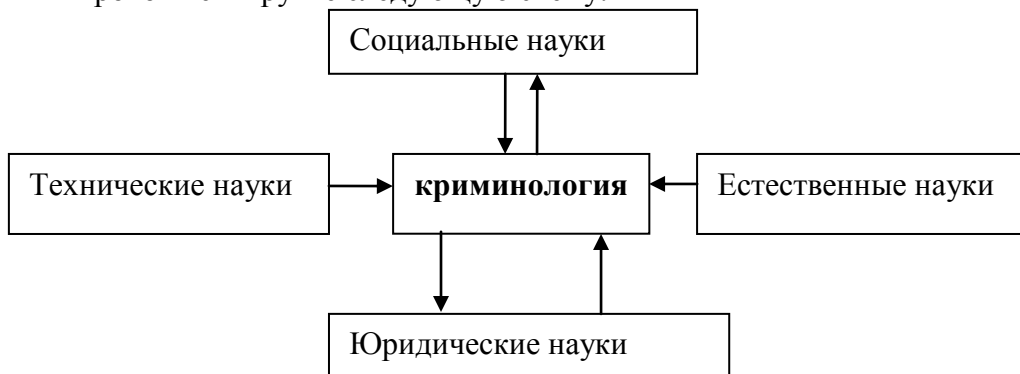 Социальные науки
Технические науки
криминология
Естественные науки
Юридические науки